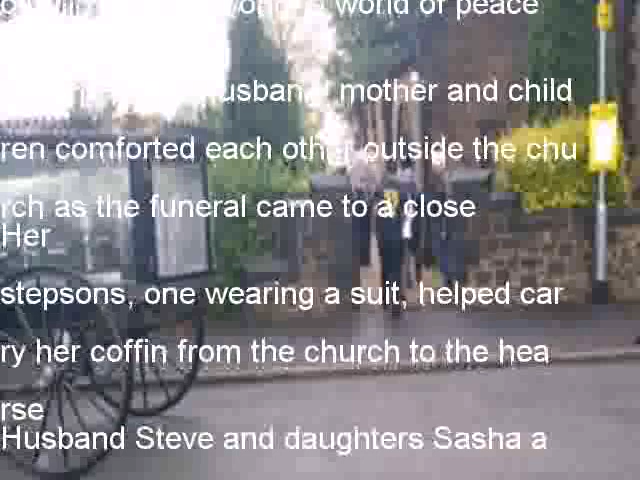 world of peace
mother and child
ren comforted each other outside the chu
rch as the funeral came to a close
Her
stepsons, one wearing a suit, helped car
ry her coffin from the church to the hea
rse
Husband Steve and daughters Sasha a